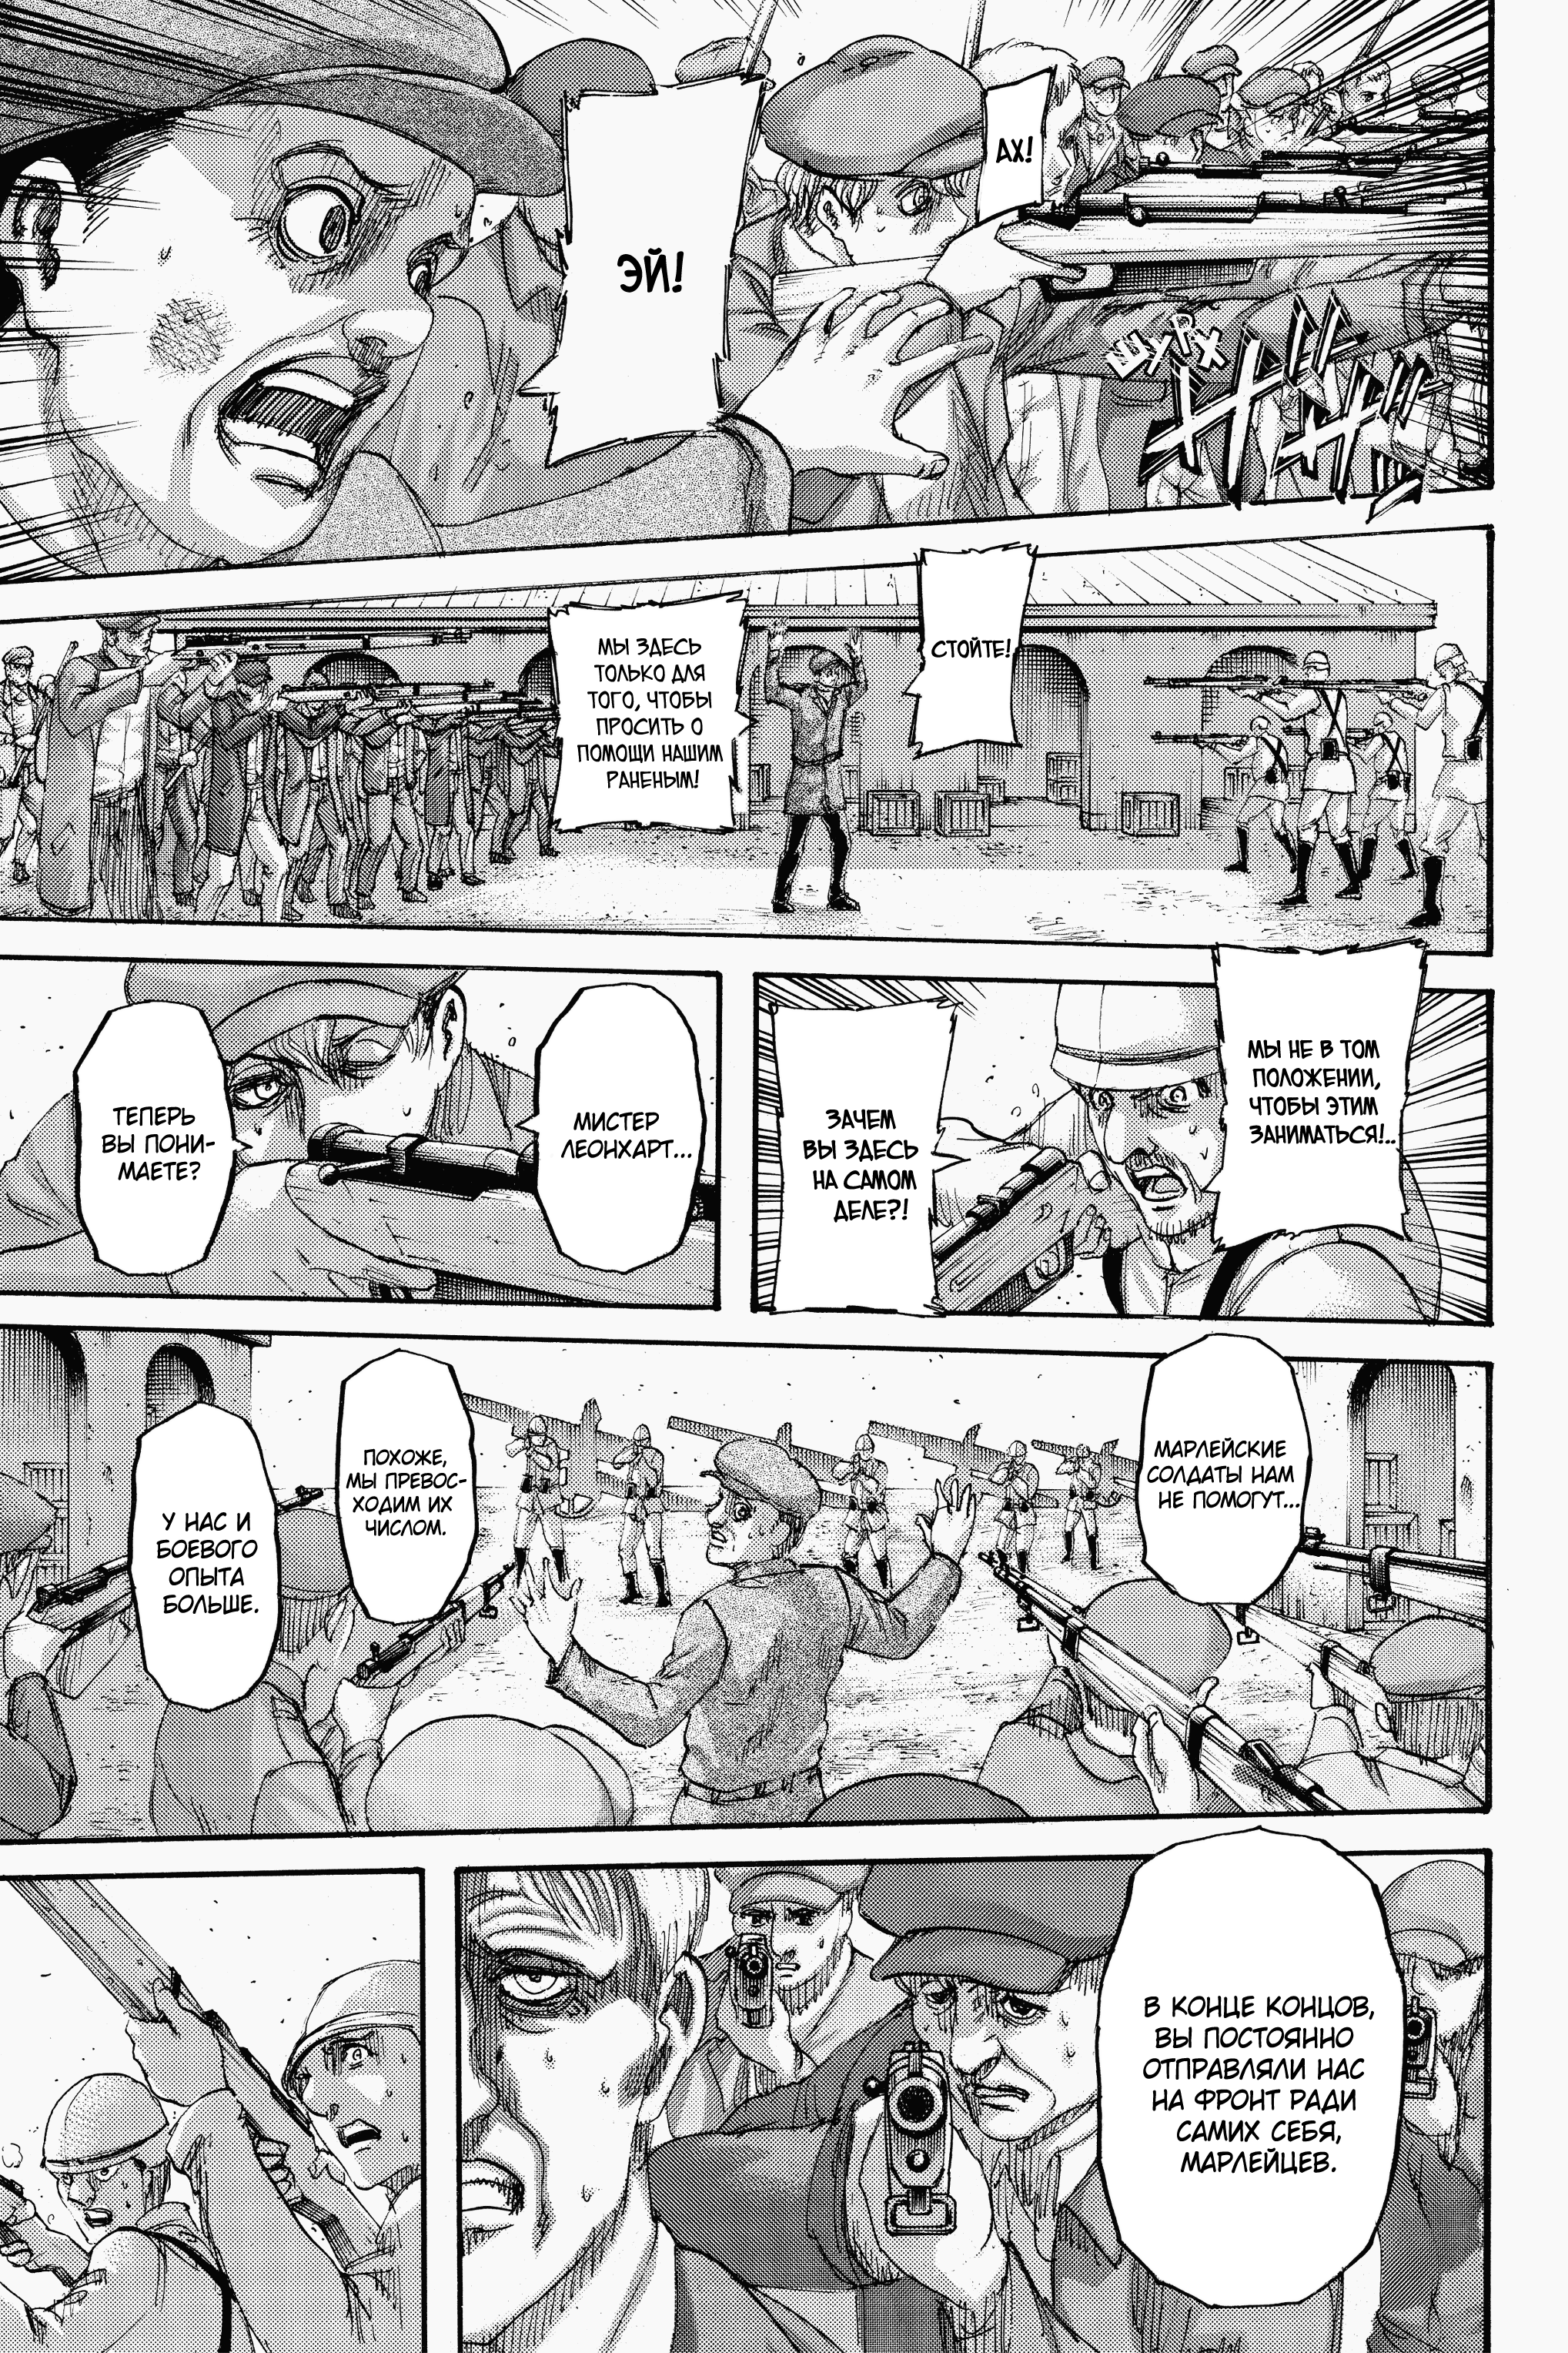 АХ!
ЭЙ!
ШУРХ
СТОЙТЕ!
МЫ ЗДЕСЬ
ТОЛЬКО ДЛЯ
ТОГО, ЧТОБЫ
ПРОСИТЬ О
ПОМОЩИ НАШИМ
РАНЕНЫМ!
МЫ НЕ В ТОМ
ПОЛОЖЕНИИ,
ЧТОБЫ ЭТИМ
ЗАНИМАТЬСЯ!..
ЗАЧЕМ
ВЫ ЗДЕСЬ
НА САМОМ
ДЕЛЕ?!
МИСТЕР
ЛЕОНХАРТ...
ТЕПЕРЬ
ВЫ ПОНИ-
МАЕТЕ?
МАРЛЕЙСКИЕ
СОЛДАТЫ НАМ
НЕ ПОМОГУТ...
ПОХОЖЕ,
МЫ ПРЕВОС-
ХОДИМ ИХ
ЧИСЛОМ.
У НАС И
БОЕВОГО
ОПЫТА
БОЛЬШЕ.
В КОНЦЕ КОНЦОВ,
ВЫ ПОСТОЯННО
ОТПРАВЛЯЛИ НАС
НА ФРОНТ РАДИ
САМИХ СЕБЯ,
МАРЛЕЙЦЕВ.